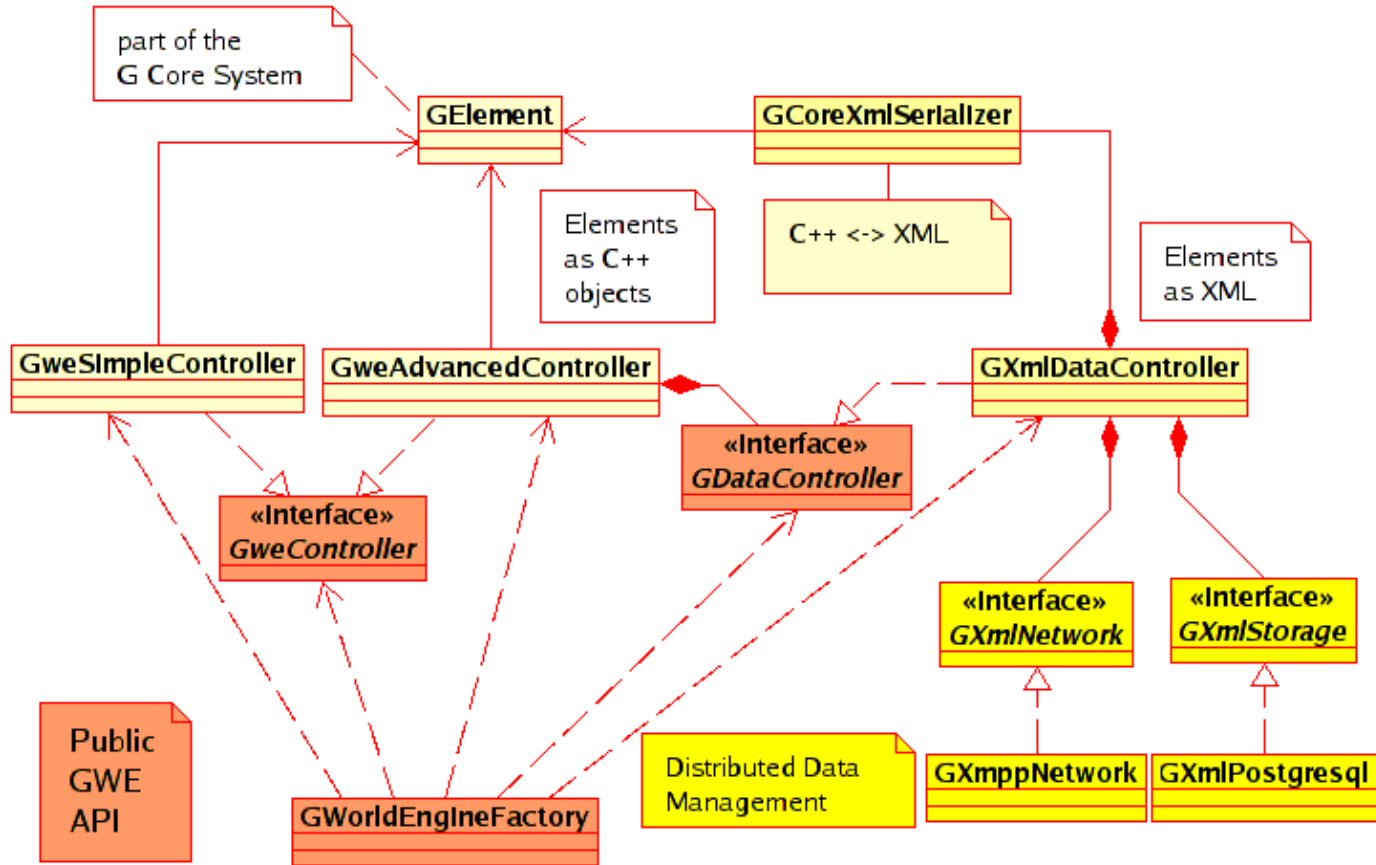 part of the
G Core System
GElement
GCoreXmlSerIalIzer
Elements
as C++
objects
C++ <-> XML
Elements
as XML
GweSImpleController
GweAdvancedController
GXmlDataController
«Interface»
GDataController
«Interface»
GweController
«Interface»
GXmlNetwork
«Interface»
GXmlStorage
Public
GWE
API
Distributed Data
Management
GXmppNetwork
GXmlPostgresql
GWorldEngIneFactory